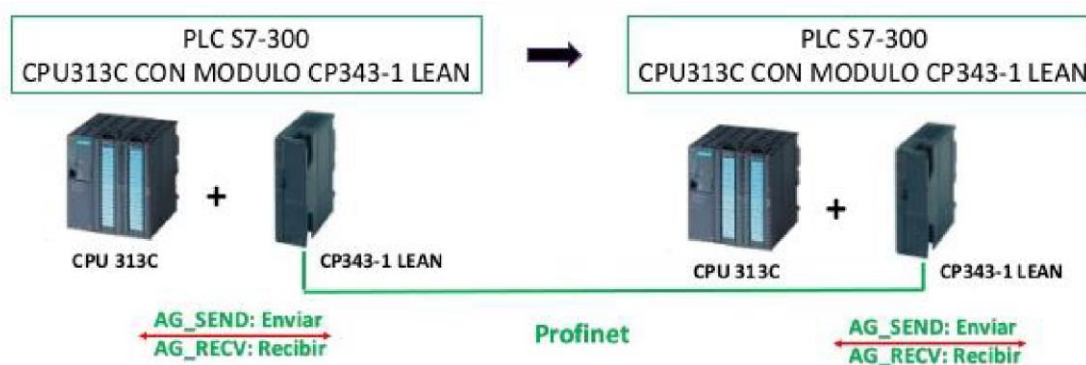 PLC S7-300
CPU313C CON MODULO CP343-1 LEAN
PLC S7-300
CPU313C CON MODULO CP343-1 LEAN
+
CPU 313C
CP343-1 LEAN
+
CPU 313C
CP343-1 LEAN
AG_SEND: Enviar
AG_RECV: Recibir
Profinet
AG_SEND: Enviar
AG_RECV: Recibir